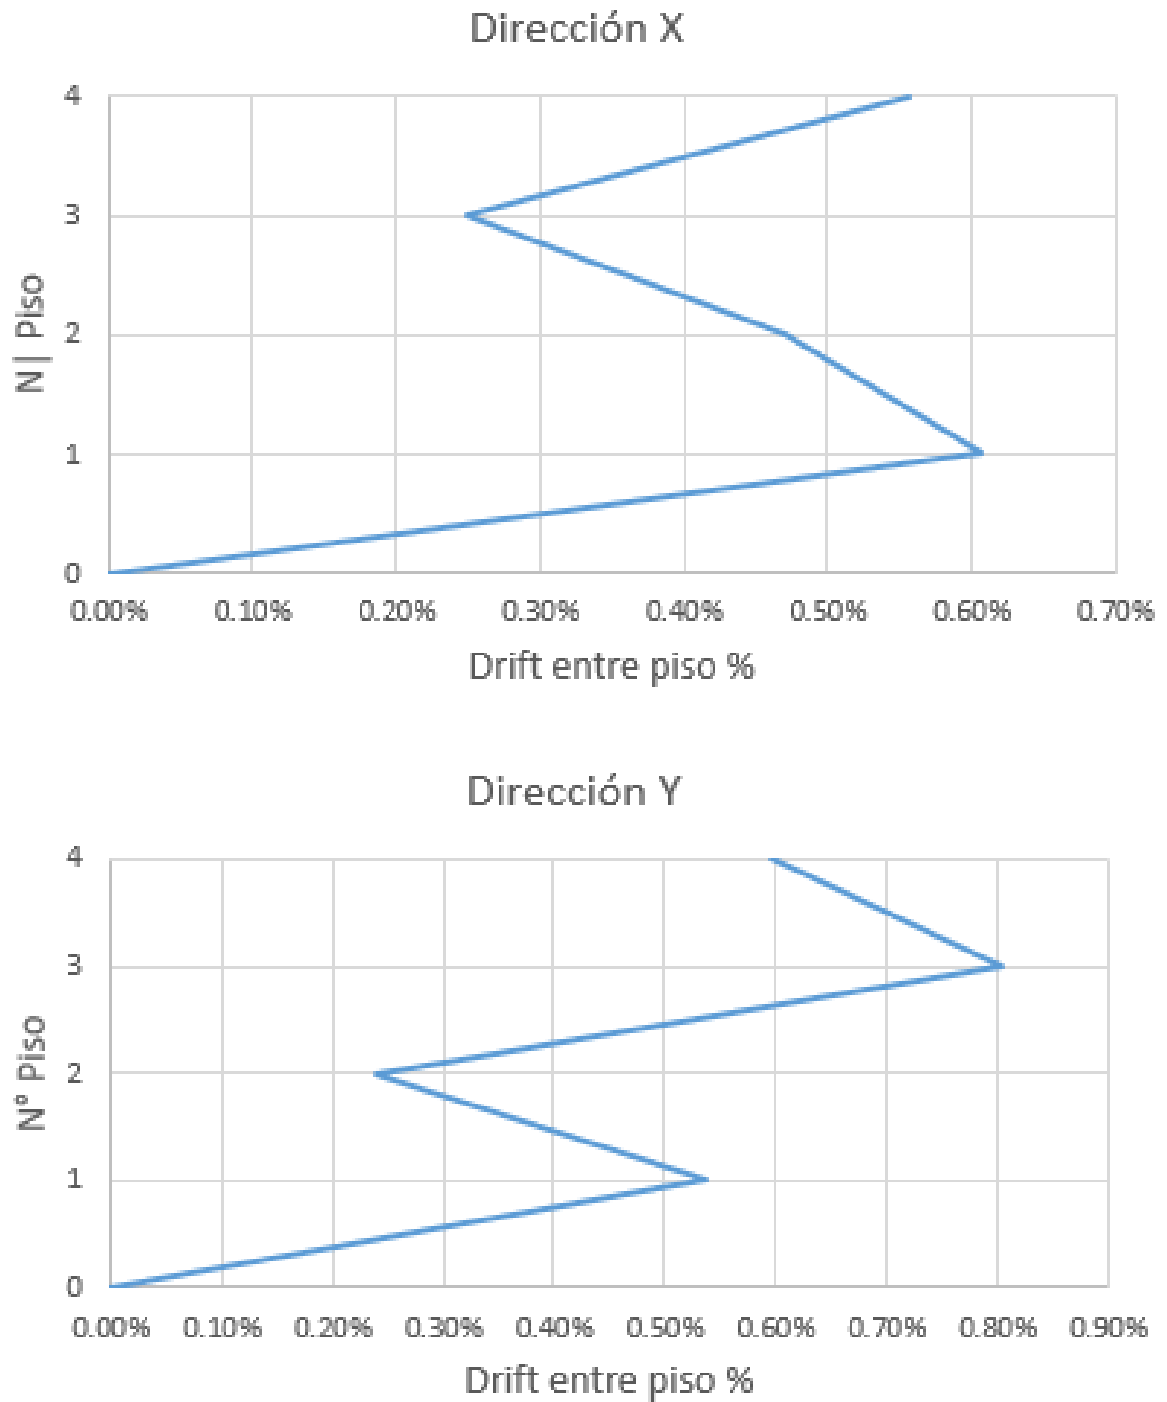 Dirección X
4
3
2
1
0
N| Piso
0.00% 0.10% 0.20% 0.30% 0.40% 0.50% 0.60% 0.70%
Drift entre piso %
Dirección Y
4
3
2
1
0
N° Piso
0.00% 0.10% 0.20% 0.30% 0.40% 0.50% 0.60% 0.70% 0.80% 0.90%
Drift entre piso %